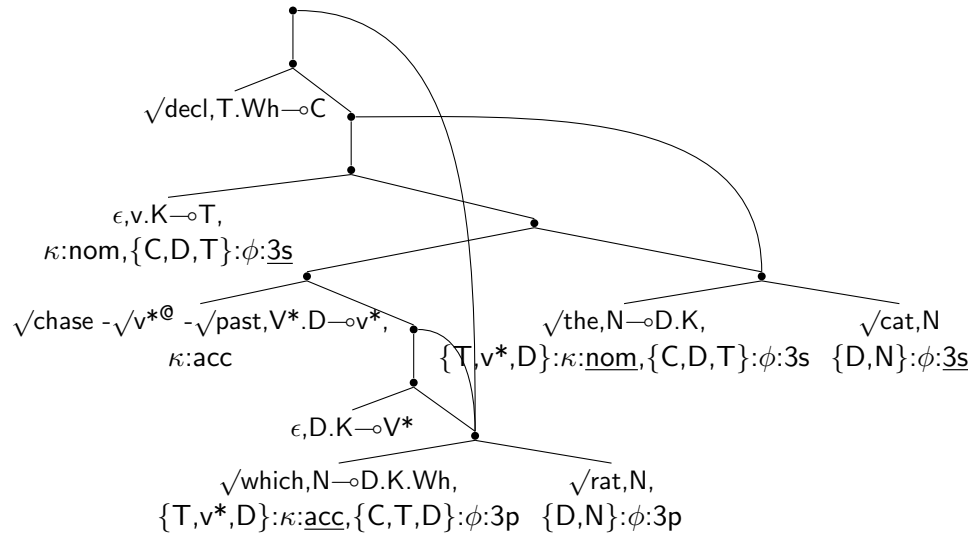 √decl,T.Wh⊸C
ϵ,v.K⊸T,
κ:nom,{C,D,T}:ϕ:3s
√chase -√v*@ -√past,V*.D⊸v*,
κ:acc
√the,N⊸D.K,
{T,v*,D}:κ:nom,{C,D,T}:ϕ:3s
√cat,N
{D,N}:ϕ:3s
ϵ,D.K⊸V*
√which,N⊸D.K.Wh,
{T,v*,D}:κ:acc,{C,T,D}:ϕ:3p
√rat,N,
{D,N}:ϕ:3p